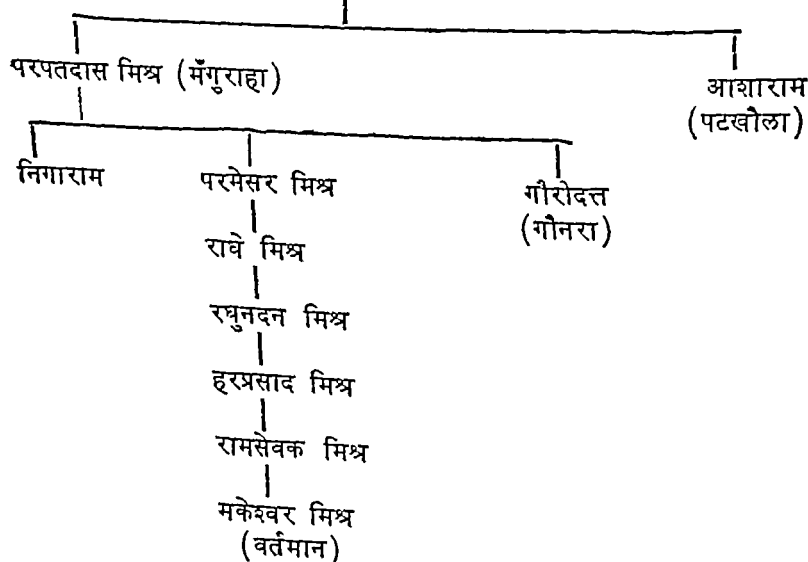 परपतदास मिश्र (मँगुराहा)
आशाराम
(पटखौला)
निगाराम
परमेसर मिश्र
गौरोदत्त
(गौनरा)
राघे मिश्र
रघुनदन मिश्र
हरप्रसाद मिश्र
रामसेवक मिश्र
मकेश्वर मिश्र
(वर्तमान)